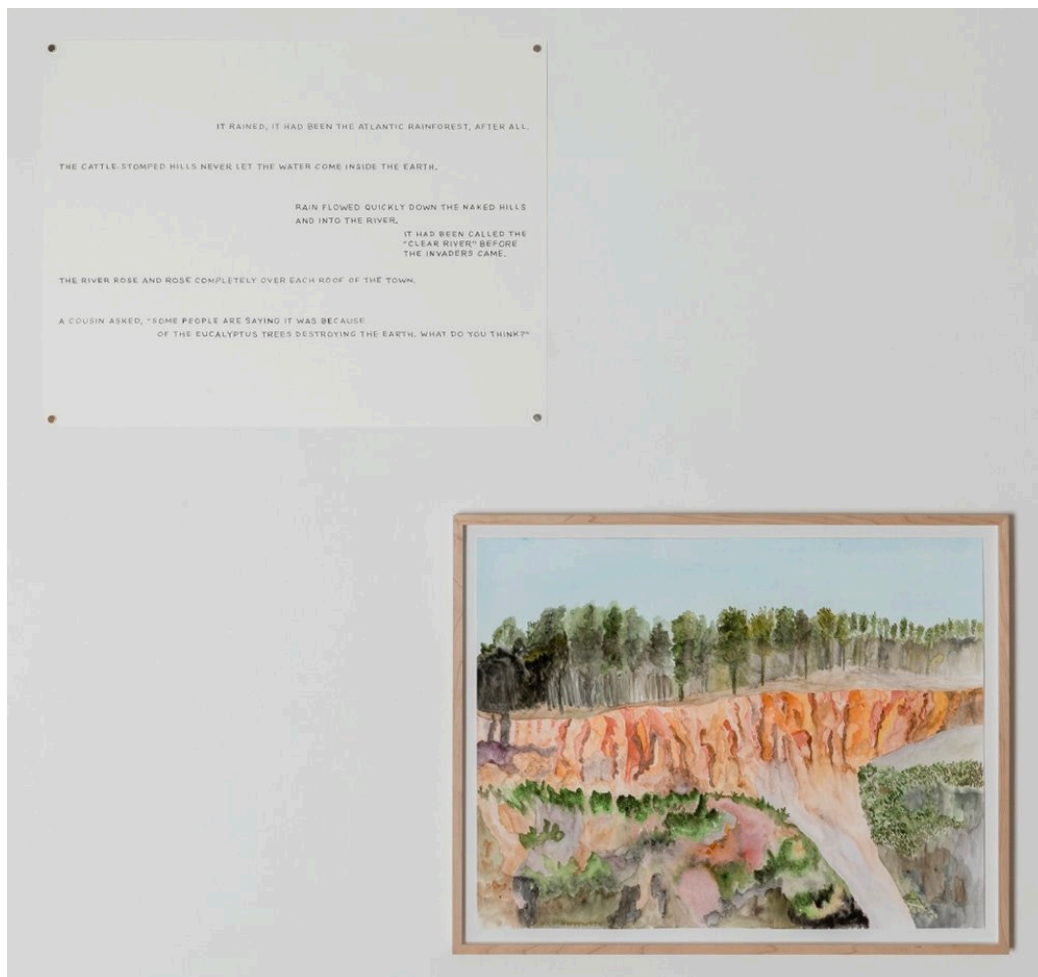 IT RAINED, IT HAD BEEN THE ATLANTIC RAINFOREST, AFTER ALL.
THE CATTLE-STOMPED HILLS NEVER LET THE WATER COME INSIDE THE EARTH.
RAIN FLOWED QUICKLY DOWN THE NAKED HILLS
AND INTO THE RIVER.
IT HAD BEEN CALLED THE
"CLEAR RIVER" BEFORE
THE INVADERS CAME.
THE RIVER ROSE AND ROSE COMPLETELY OVER EACH ROOF OF THE TOWN.
A COUSIN ASKED, "SOME PEOPLE ARE SAYING IT WAS BECAUSE
OF THE EUCALYPTUS TREES DESTROYING THE EARTH. WHAT DO YOU THINK?"